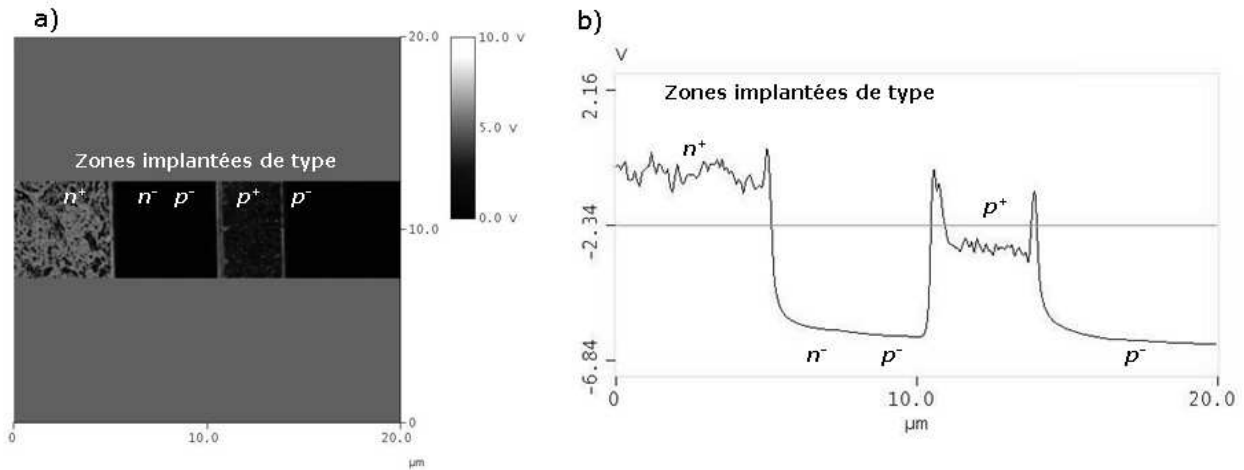 a)
20.0
10.0 V
5.0 V
Zones implantées de type
n⁺ n⁻ p⁻ p⁺ p⁻
0.0 V
10.0
0
0 10.0 20.0
µm
b)
V
2.16
Zones implantées de type
n⁺
p⁺
-2.34
n⁻ p⁻ p⁻
-6.84
0 10.0 20.0
µm